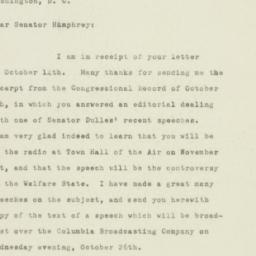 shington, D. C.
ar Senator Humphrey:
I am in receipt of your letter
October 14th. Many thanks for sending me the
cerpt from the Congressional Record of October
h, in which you answered an editorial dealing
th one of Senator Dulles' recent speeches.
am very glad indeed to learn that you will be
the radio at Town Hall of the Air on November
t, and that the speech will be the controversy
the Welfare State. I have made a great many
eeches on the subject, and send you herewith
py of the text of a speech which will be broad-
st over the Columbia Broadcasting Company on
dnesday evening, October 26th.